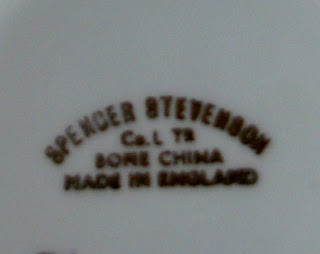 SPENCER STEVENSON
Co. L TD
BONE CHINA
MADE IN ENGLAND